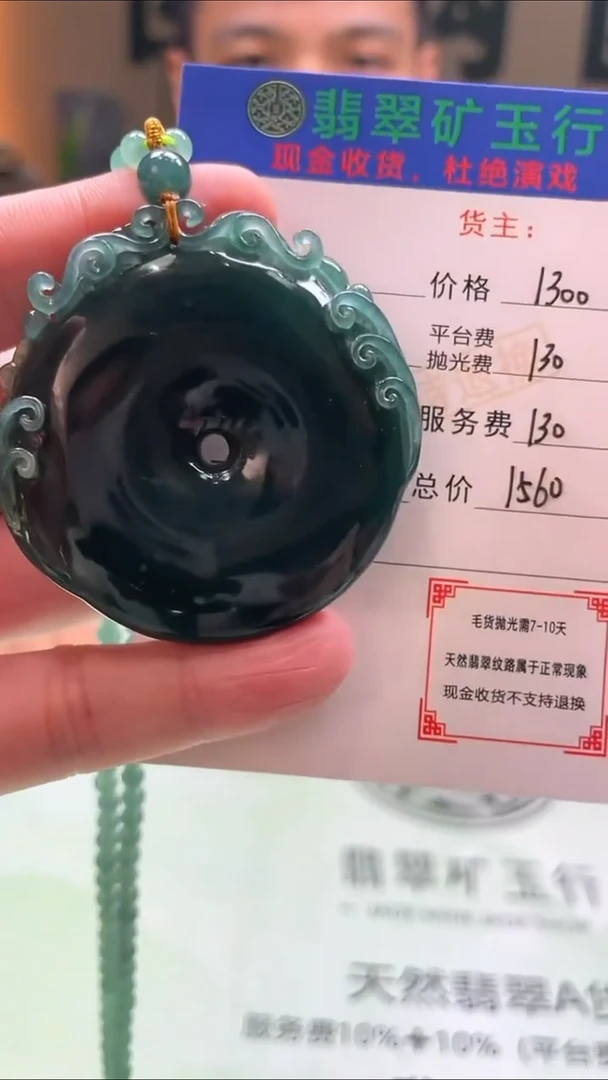 翡翠矿玉行
现金收货，杜绝演戏
货主：
价格 1300
平台费
抛光费 130
服务费 130
总价 1560
毛货抛光需7-10天
天然翡翠纹路属于正常现象
现金收货不支持退换
翡翠矿玉行
天然翡翠A货
服务费10%+10%（平台费